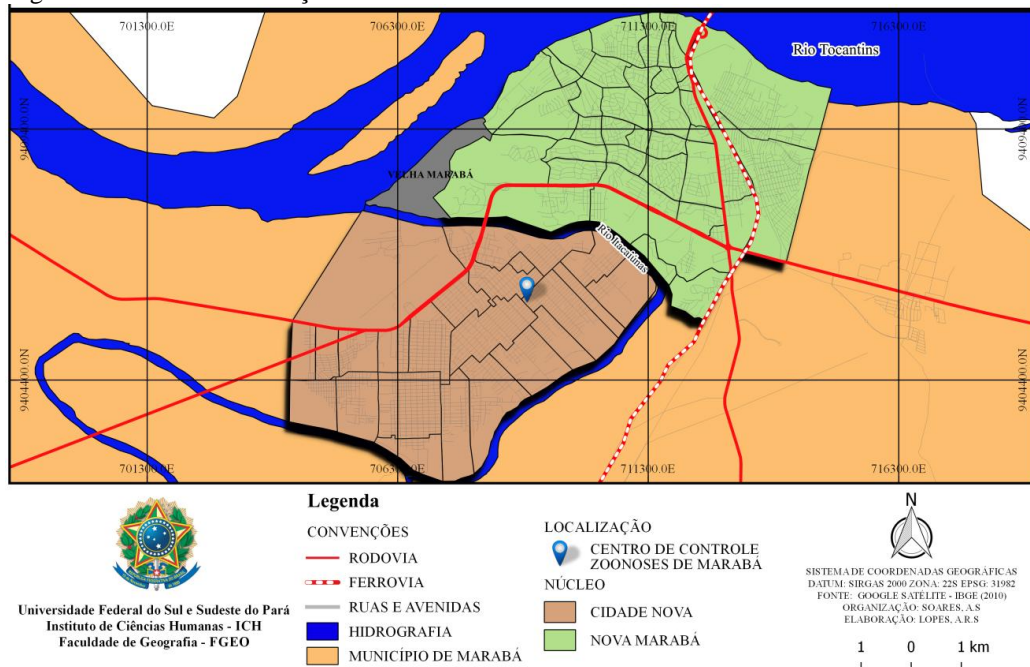 701300.0E
706300.0E
711300.0E
716300.0E
Rio Tocantins
9409400.0N
9409400.0N
VELHA MARABÁ
Rio Itacaiúnas
9404400.0N
9404400.0N
701300.0E
706300.0E
711300.0E
716300.0E
Legenda
CONVENÇÕES
RODOVIA
FERROVIA
RUAS E AVENIDAS
HIDROGRAFIA
MUNICÍPIO DE MARABÁ
LOCALIZAÇÃO
CENTRO DE CONTROLE
ZOONOSES DE MARABÁ
NÚCLEO
CIDADE NOVA
NOVA MARABÁ
Universidade Federal do Sul e Sudeste do Pará
Instituto de Ciências Humanas - ICH
Faculdade de Geografia - FGEO
N
SISTEMA DE COORDENADAS GEOGRÁFICAS
DATUM: SIRGAS 2000 ZONA: 22S EPSG: 31982
FONTE: GOOGLE SATÉLITE - IBGE (2010)
ORGANIZAÇÃO: SOARES, A.S
ELABORAÇÃO: LOPES, A.R.S
1 0 1 km